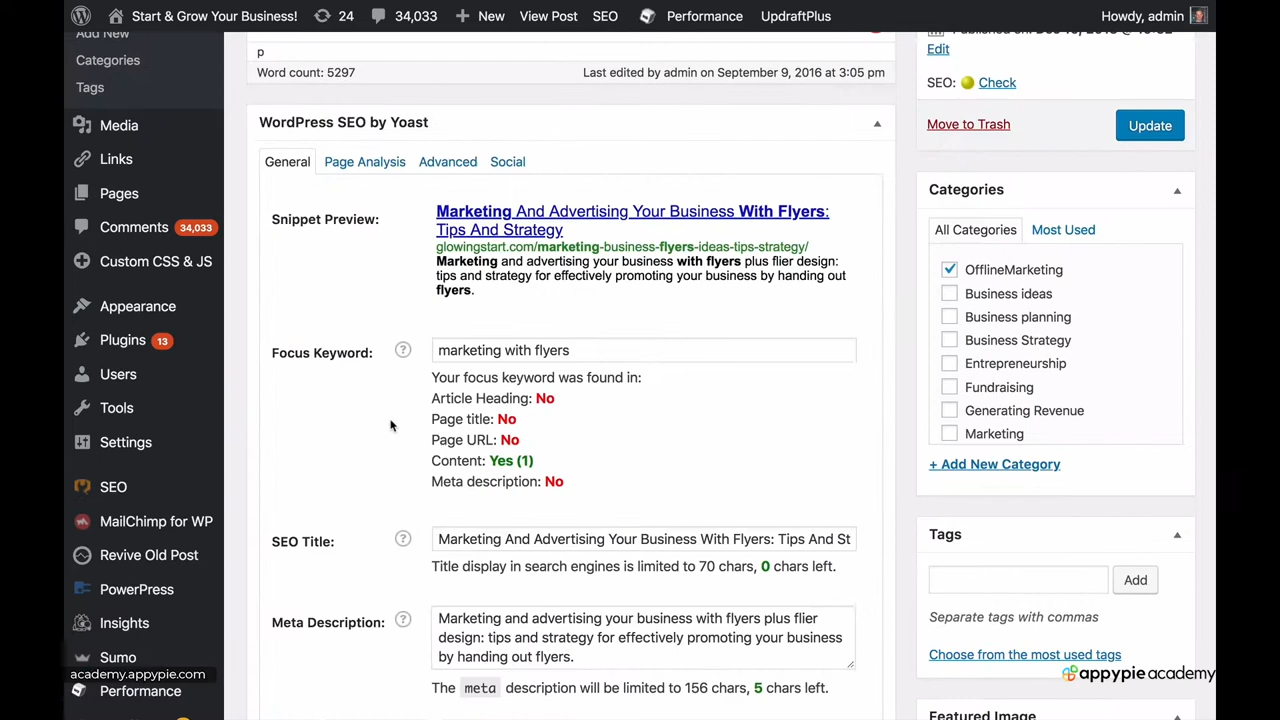 Start & Grow Your Business!
24
34,033
New
View Post
SEO
Performance
UpdraftPlus
Howdy, admin
Add New
Categories
Tags
Media
Links
Pages
Comments 34,033
Custom CSS & JS
Appearance
Plugins 13
Users
Tools
Settings
SEO
MailChimp for WP
Revive Old Post
PowerPress
Insights
Sumo
academy.appypie.com
Performance
p
Word count: 5297
Last edited by admin on September 9, 2016 at 3:05 pm
WordPress SEO by Yoast
General
Page Analysis
Advanced
Social
Snippet Preview:
Marketing And Advertising Your Business With Flyers:
Tips And Strategy
glowingstart.com/marketing-business-flyers-ideas-tips-strategy/
Marketing and advertising your business with flyers plus flier design:
tips and strategy for effectively promoting your business by handing out
flyers.
Focus Keyword:
?
marketing with flyers
Your focus keyword was found in:
Article Heading: No
Page title: No
Page URL: No
Content: Yes (1)
Meta description: No
SEO Title:
?
Marketing And Advertising Your Business With Flyers: Tips And St
Title display in search engines is limited to 70 chars, 0 chars left.
Meta Description:
?
Marketing and advertising your business with flyers plus flier
design: tips and strategy for effectively promoting your business
by handing out flyers.
The meta description will be limited to 156 chars, 5 chars left.
Edit
SEO:
Check
Move to Trash
Update
Categories
All Categories
Most Used
OfflineMarketing
Business ideas
Business planning
Business Strategy
Entrepreneurship
Fundraising
Generating Revenue
Marketing
+ Add New Category
Tags
Add
Separate tags with commas
Choose from the most used tags
appypie academy
Featured Image